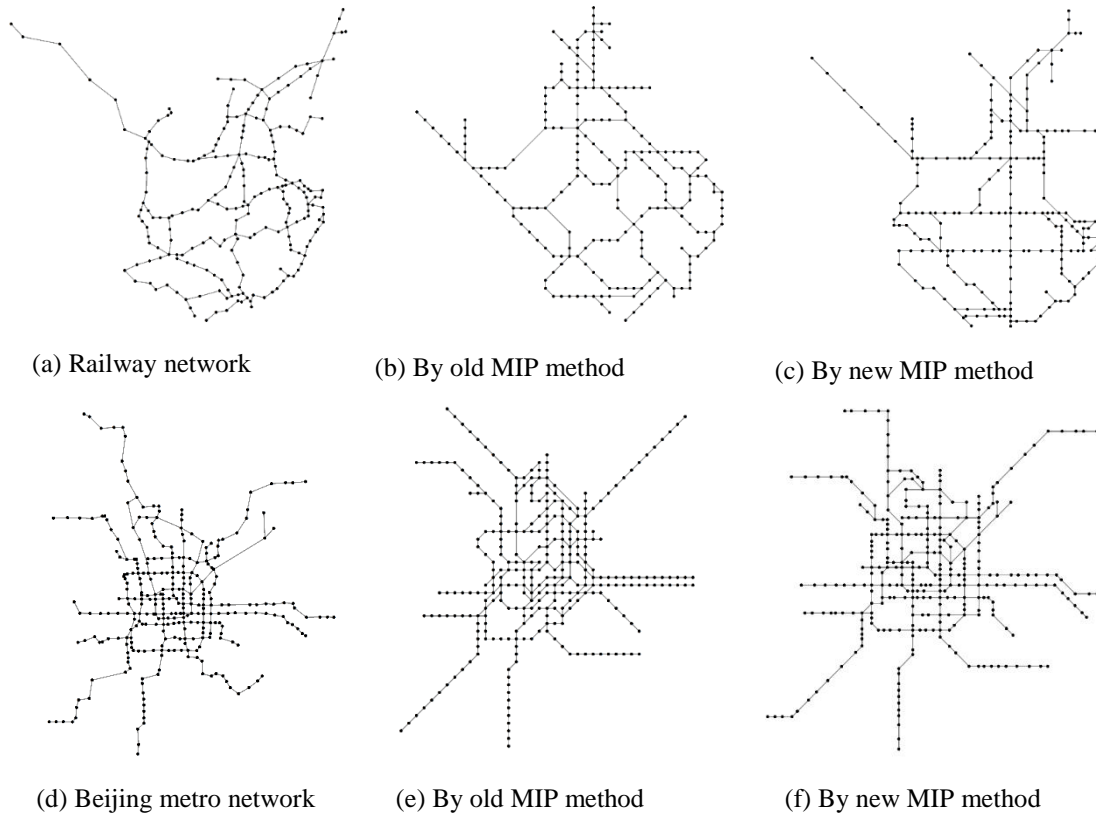 (a) Railway network
(b) By old MIP method
(c) By new MIP method
(d) Beijing metro network
(e) By old MIP method
(f) By new MIP method